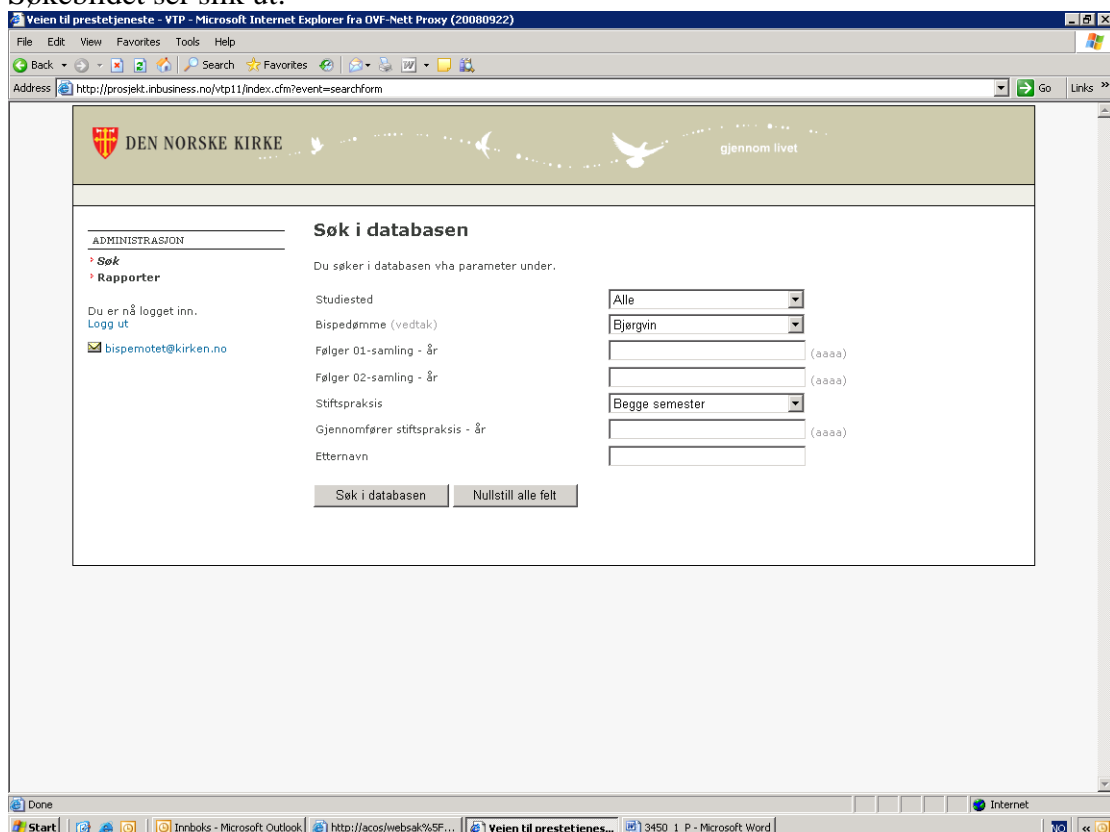 Søkebildet ser slik ut:
Veien til prestetjeneste - VTP - Microsoft Internet Explorer fra OVF-Nett Proxy (20080922)
File Edit View Favorites Tools Help
Back Search Favorites
Address http://prosjekt.inbusiness.no/vtp11/index.cfm?event=searchform Go Links »
DEN NORSKE KIRKE
gjennom livet
Søk i databasen
ADMINISTRASJON
Søk
Rapporter
Du er nå logget inn.
Logg ut
bispemotet@kirken.no
Du søker i databasen vha parameter under.
Studiested Alle
Bispedømme (vedtak) Bjørgvin
Følger 01-samling - år (aaaa)
Følger 02-samling - år (aaaa)
Stiftspraksis Begge semester
Gjennomfører stiftspraksis - år (aaaa)
Etternavn
Søk i databasen Nullstill alle felt
Done Internet
Start Innboks - Microsoft Outlook http://acos/websak%5F... Veien til prestetjenes... 3450_1_P - Microsoft Word NO «